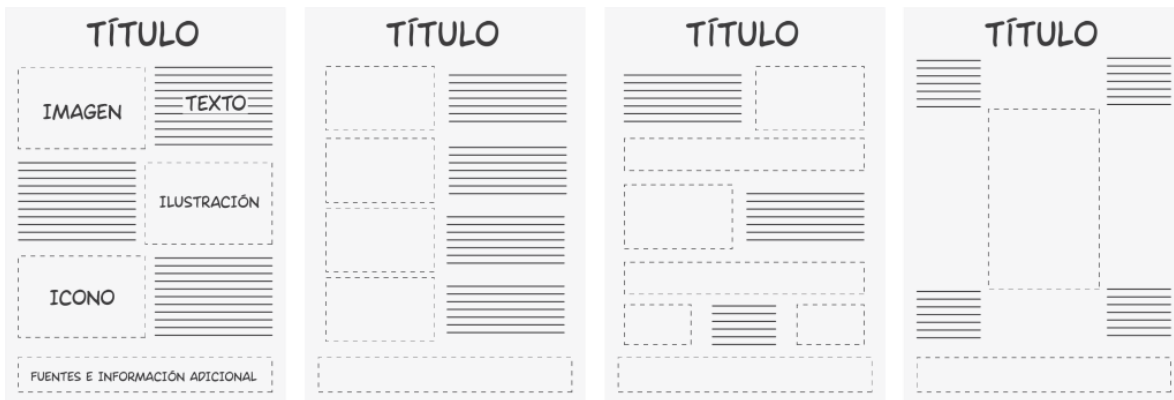 TÍTULO
IMAGEN
TEXTO
ILUSTRACIÓN
ICONO
FUENTES E INFORMACIÓN ADICIONAL
TÍTULO
TÍTULO
TÍTULO